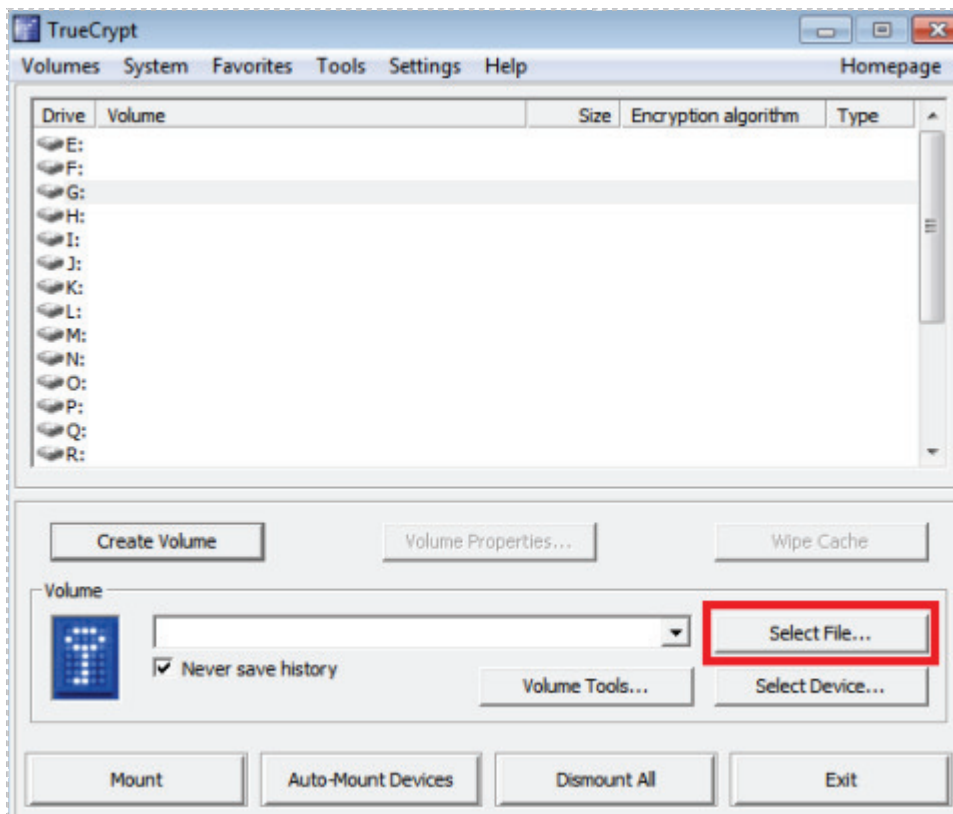 TrueCrypt
Volumes System Favorites Tools Settings Help Homepage
Drive Volume Size Encryption algorithm Type
E:
F:
G:
H:
I:
J:
K:
L:
M:
N:
O:
P:
Q:
R:
Create Volume Volume Properties... Wipe Cache
Volume
Select File...
Never save history
Volume Tools... Select Device...
Mount Auto-Mount Devices Dismount All Exit